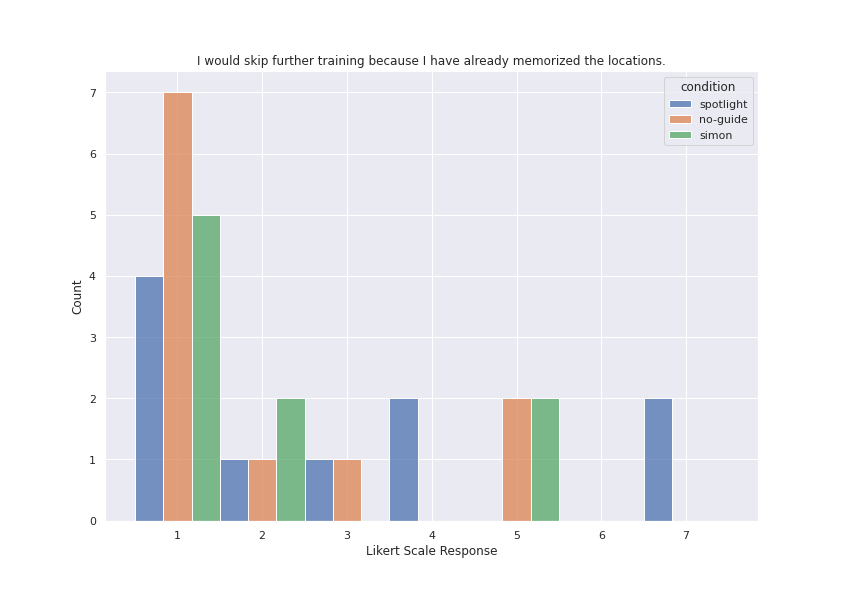 I would skip further training because I have already memorized the locations.
condition
spotlight
no-guide
simon
7
6
5
4
3
2
1
0
Count
1 2 3 4 5 6 7
Likert Scale Response